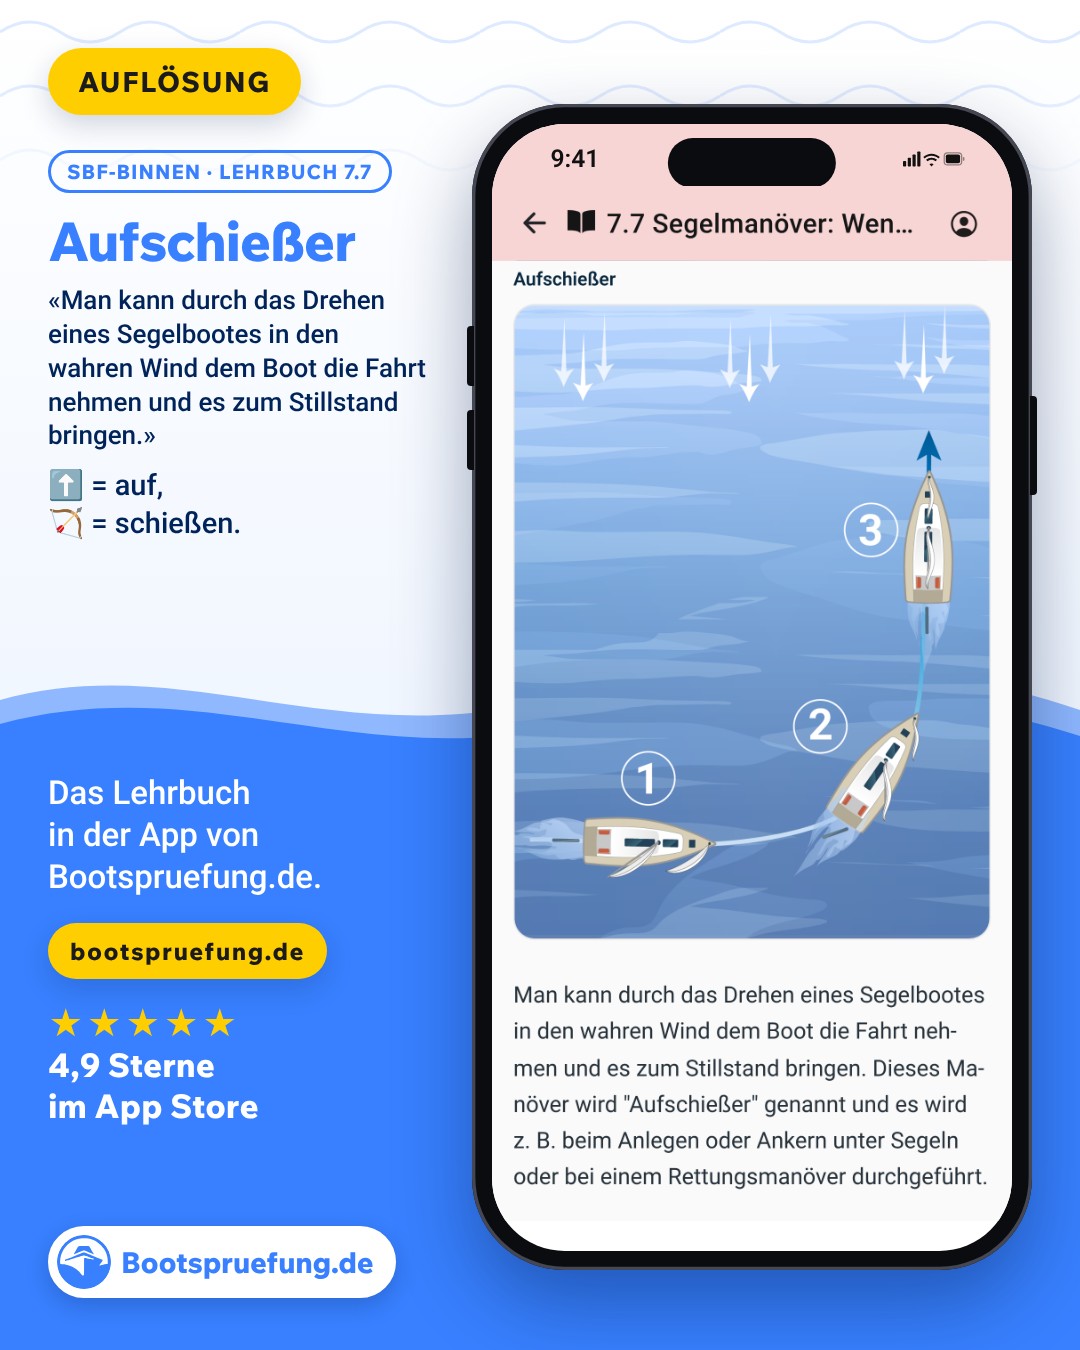 AUFLÖSUNG
SBF-BINNEN · LEHRBUCH 7.7
Aufschießer
«Man kann durch das Drehen
eines Segelbootes in den
wahren Wind dem Boot die Fahrt
nehmen und es zum Stillstand
bringen.»
⬆️ = auf,
🏹 = schießen.
Das Lehrbuch
in der App von
Bootspruefung.de.
bootspruefung.de
★★★★★
4,9 Sterne
im App Store
Bootspruefung.de
9:41
7.7 Segelmanöver: Wen...
Aufschießer
3
2
1
Man kann durch das Drehen eines Segelbootes
in den wahren Wind dem Boot die Fahrt neh-
men und es zum Stillstand bringen. Dieses Ma-
növer wird "Aufschießer" genannt und es wird
z. B. beim Anlegen oder Ankern unter Segeln
oder bei einem Rettungsmanöver durchgeführt.